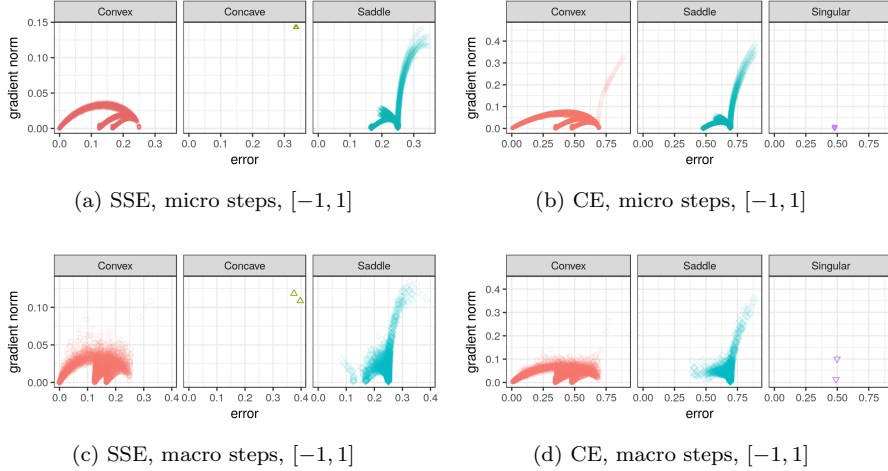 Convex Concave Saddle
gradient norm
0.15
0.10
0.05
0.00
0.0 0.1 0.2 0.3 0.0 0.1 0.2 0.3 0.0 0.1 0.2 0.3
error
(a) SSE, micro steps, [−1, 1]
Convex Saddle Singular
gradient norm
0.4
0.3
0.2
0.1
0.0
0.00 0.25 0.50 0.75 0.00 0.25 0.50 0.75 0.00 0.25 0.50 0.75
error
(b) CE, micro steps, [−1, 1]
Convex Concave Saddle
gradient norm
0.10
0.05
0.00
0.0 0.1 0.2 0.3 0.4 0.0 0.1 0.2 0.3 0.4 0.0 0.1 0.2 0.3 0.4
error
(c) SSE, macro steps, [−1, 1]
Convex Saddle Singular
gradient norm
0.4
0.3
0.2
0.1
0.0
0.00 0.25 0.50 0.75 0.00 0.25 0.50 0.75 0.00 0.25 0.50 0.75
error
(d) CE, macro steps, [−1, 1]